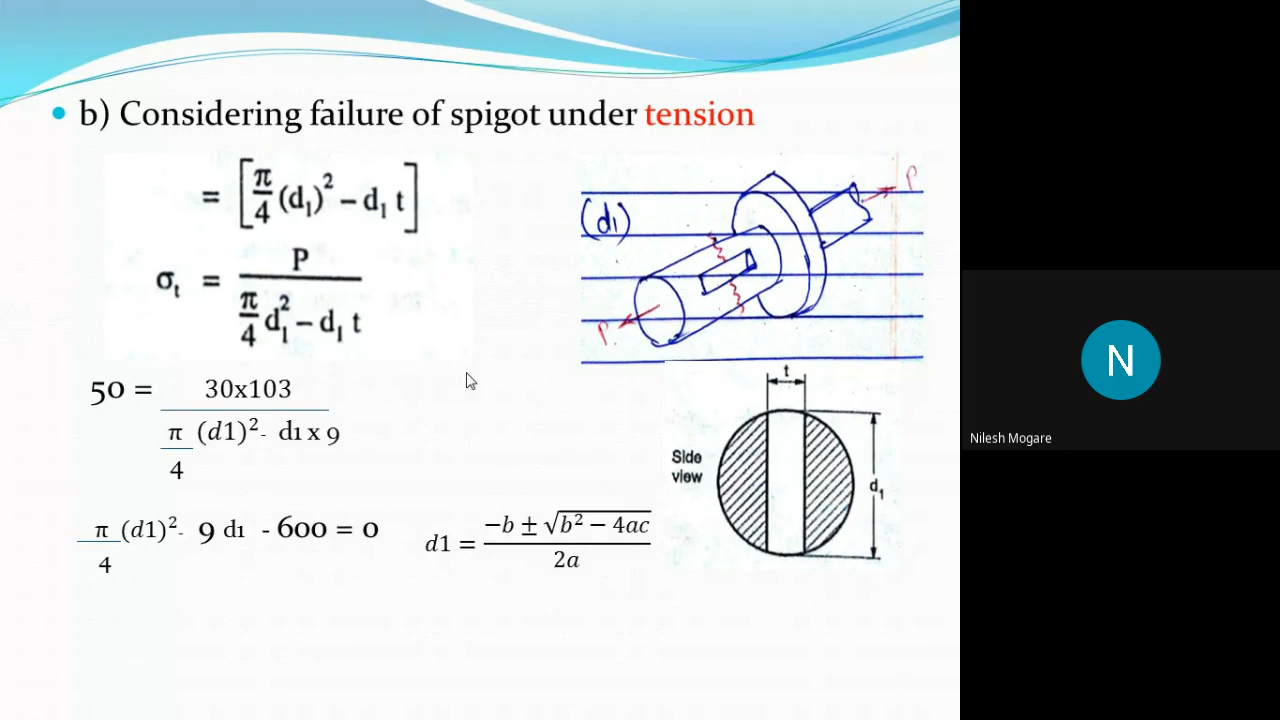 • b) Considering failure of spigot under tension
= [π/4 (d₁)² – d₁ t]
σₜ = P / (π/4 d₁² – d₁ t)
(d1)
P
P
50 = 30x103
π (d1)² - d1 x 9
4
t
Side
view
d₁
π (d1)² - 9 d1 - 600 = 0
4
d1 = (−b ± √(b² − 4ac)) / 2a
N
Nilesh Mogare